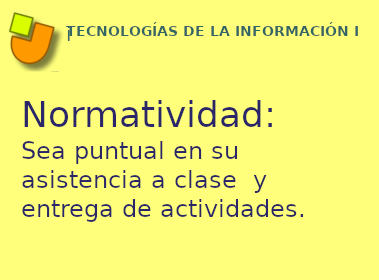 TECNOLOGÍAS DE LA INFORMACIÓN I
Normatividad:
Sea puntual en su
asistencia a clase  y
entrega de actividades.